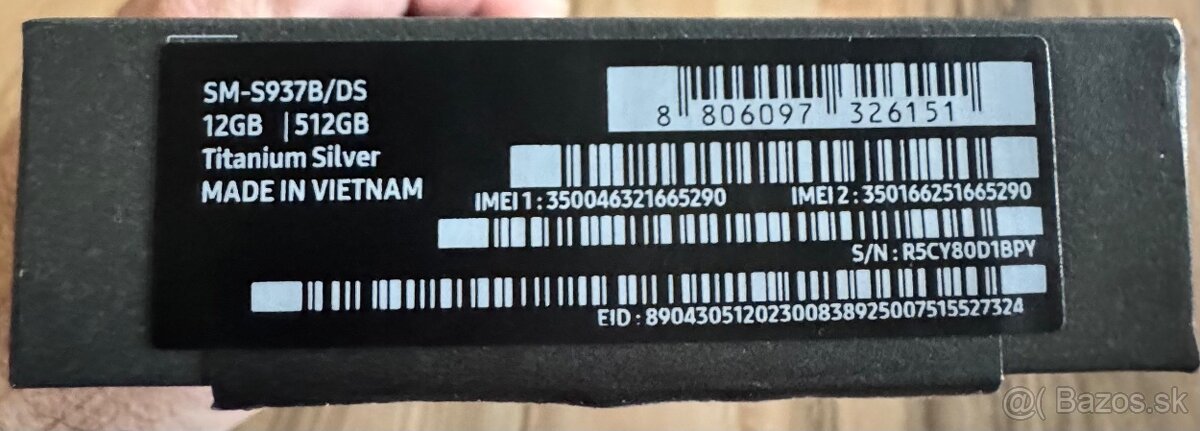 SM-S937B/DS
12GB | 512GB
Titanium Silver
MADE IN VIETNAM
8 806097 326151
IMEI 1 : 350046321665290 IMEI 2 : 350166251665290
S/N : R5CY80D1BPY
EID : 89043051202300838925007515527324
@( Bazos.sk